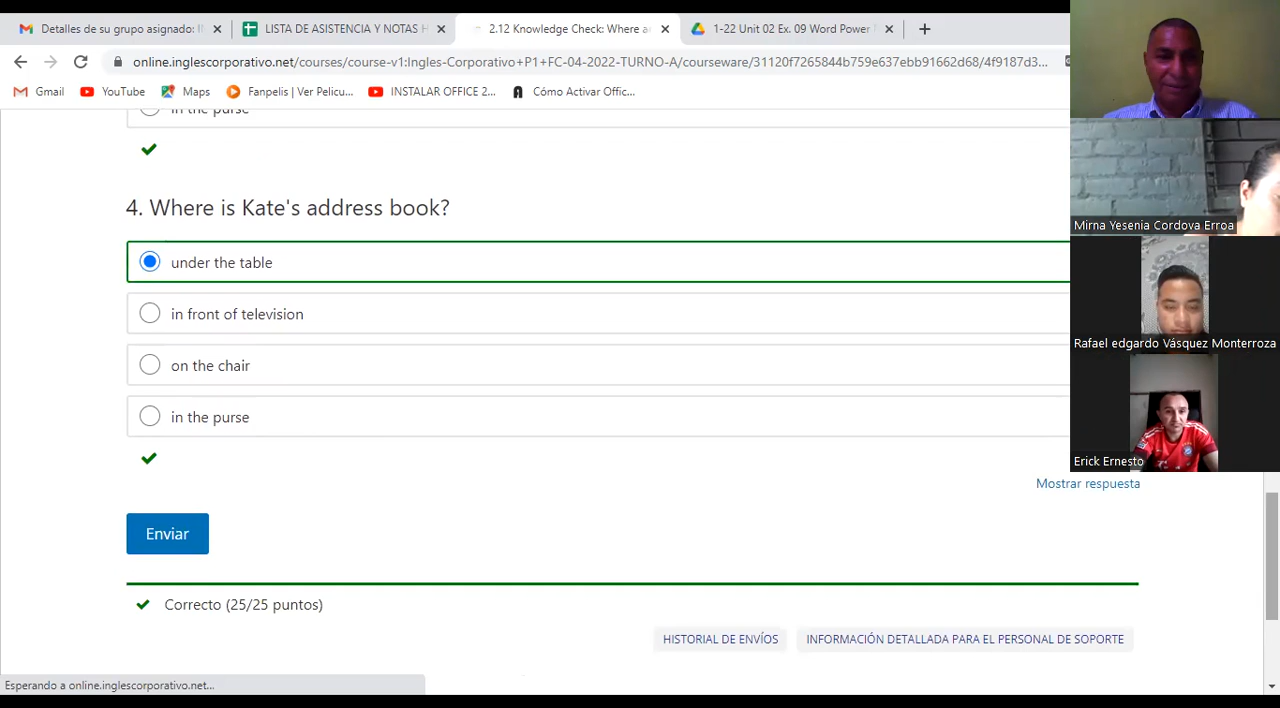 Detalles de su grupo asignado: I
LISTA DE ASISTENCIA Y NOTAS
2.12 Knowledge Check: Where a
1-22 Unit 02 Ex. 09 Word Power
online.inglescorporativo.net/courses/course-v1:Ingles-Corporativo+P1+FC-04-2022-TURNO-A/courseware/31120f7265844b759e637ebb91662d68/4f9187d3...
Gmail
YouTube
Maps
Fanpelis | Ver Pelicu...
INSTALAR OFFICE 2...
Cómo Activar Offic...
in the purse
4. Where is Kate's address book?
under the table
in front of television
on the chair
in the purse
Mostrar respuesta
Enviar
Correcto (25/25 puntos)
HISTORIAL DE ENVÍOS
INFORMACIÓN DETALLADA PARA EL PERSONAL DE SOPORTE
Esperando a online.inglescorporativo.net...
Mirna Yesenia Cordova Erroa
Rafael edgardo Vásquez Monterroza
Erick Ernesto